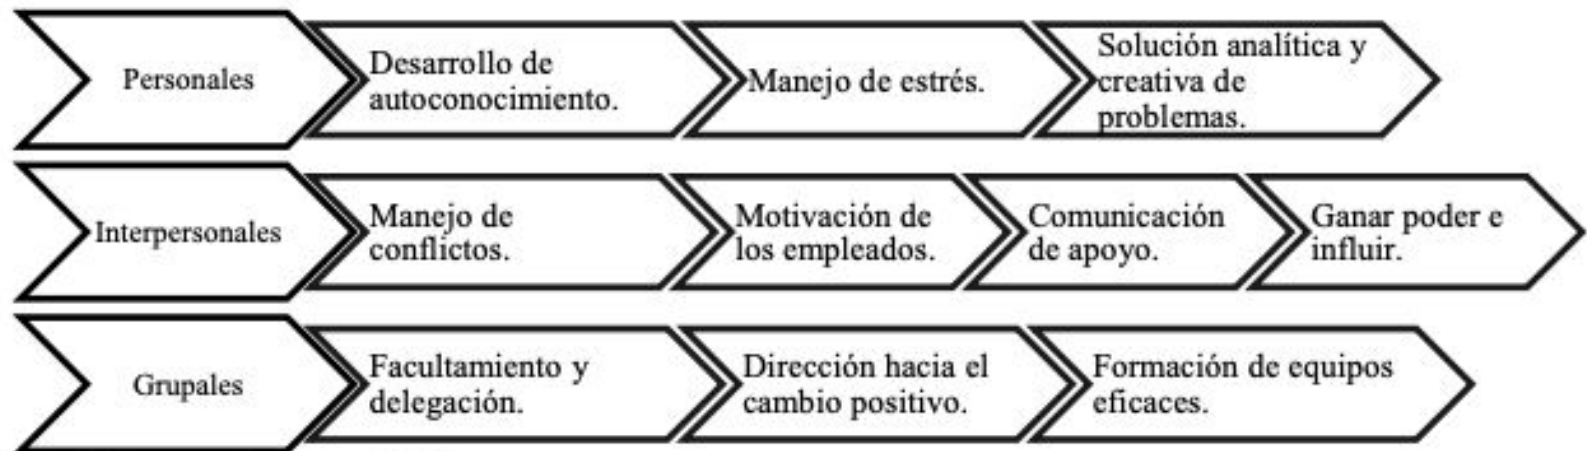 Personales
Desarrollo de
autoconocimiento.
Manejo de estrés.
Solución analítica y
creativa de
problemas.
Interpersonales
Manejo de
conflictos.
Motivación de
los empleados.
Comunicación
de apoyo.
Ganar poder e
influir.
Grupales
Facultamiento y
delegación.
Dirección hacia el
cambio positivo.
Formación de equipos
eficaces.